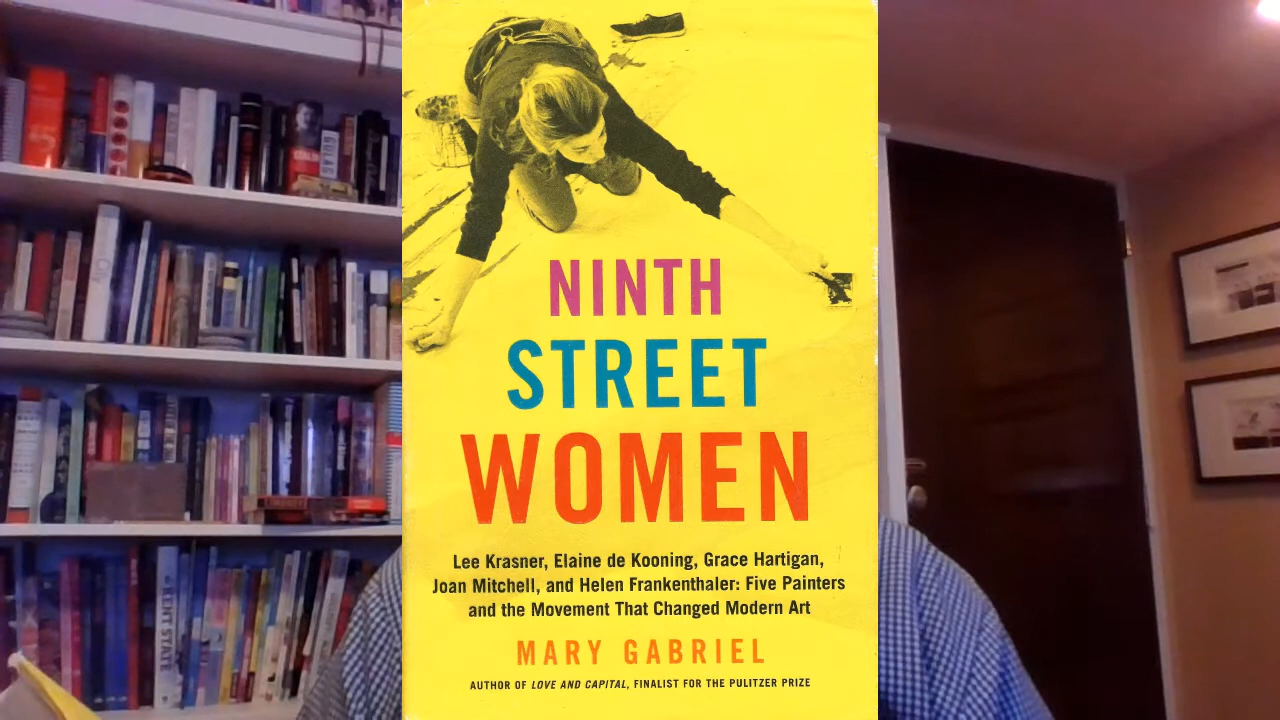 NINTH
STREET
WOMEN
Lee Krasner, Elaine de Kooning, Grace Hartigan,
Joan Mitchell, and Helen Frankenthaler: Five Painters
and the Movement That Changed Modern Art
MARY GABRIEL
AUTHOR OF LOVE AND CAPITAL, FINALIST FOR THE PULITZER PRIZE
GULAG